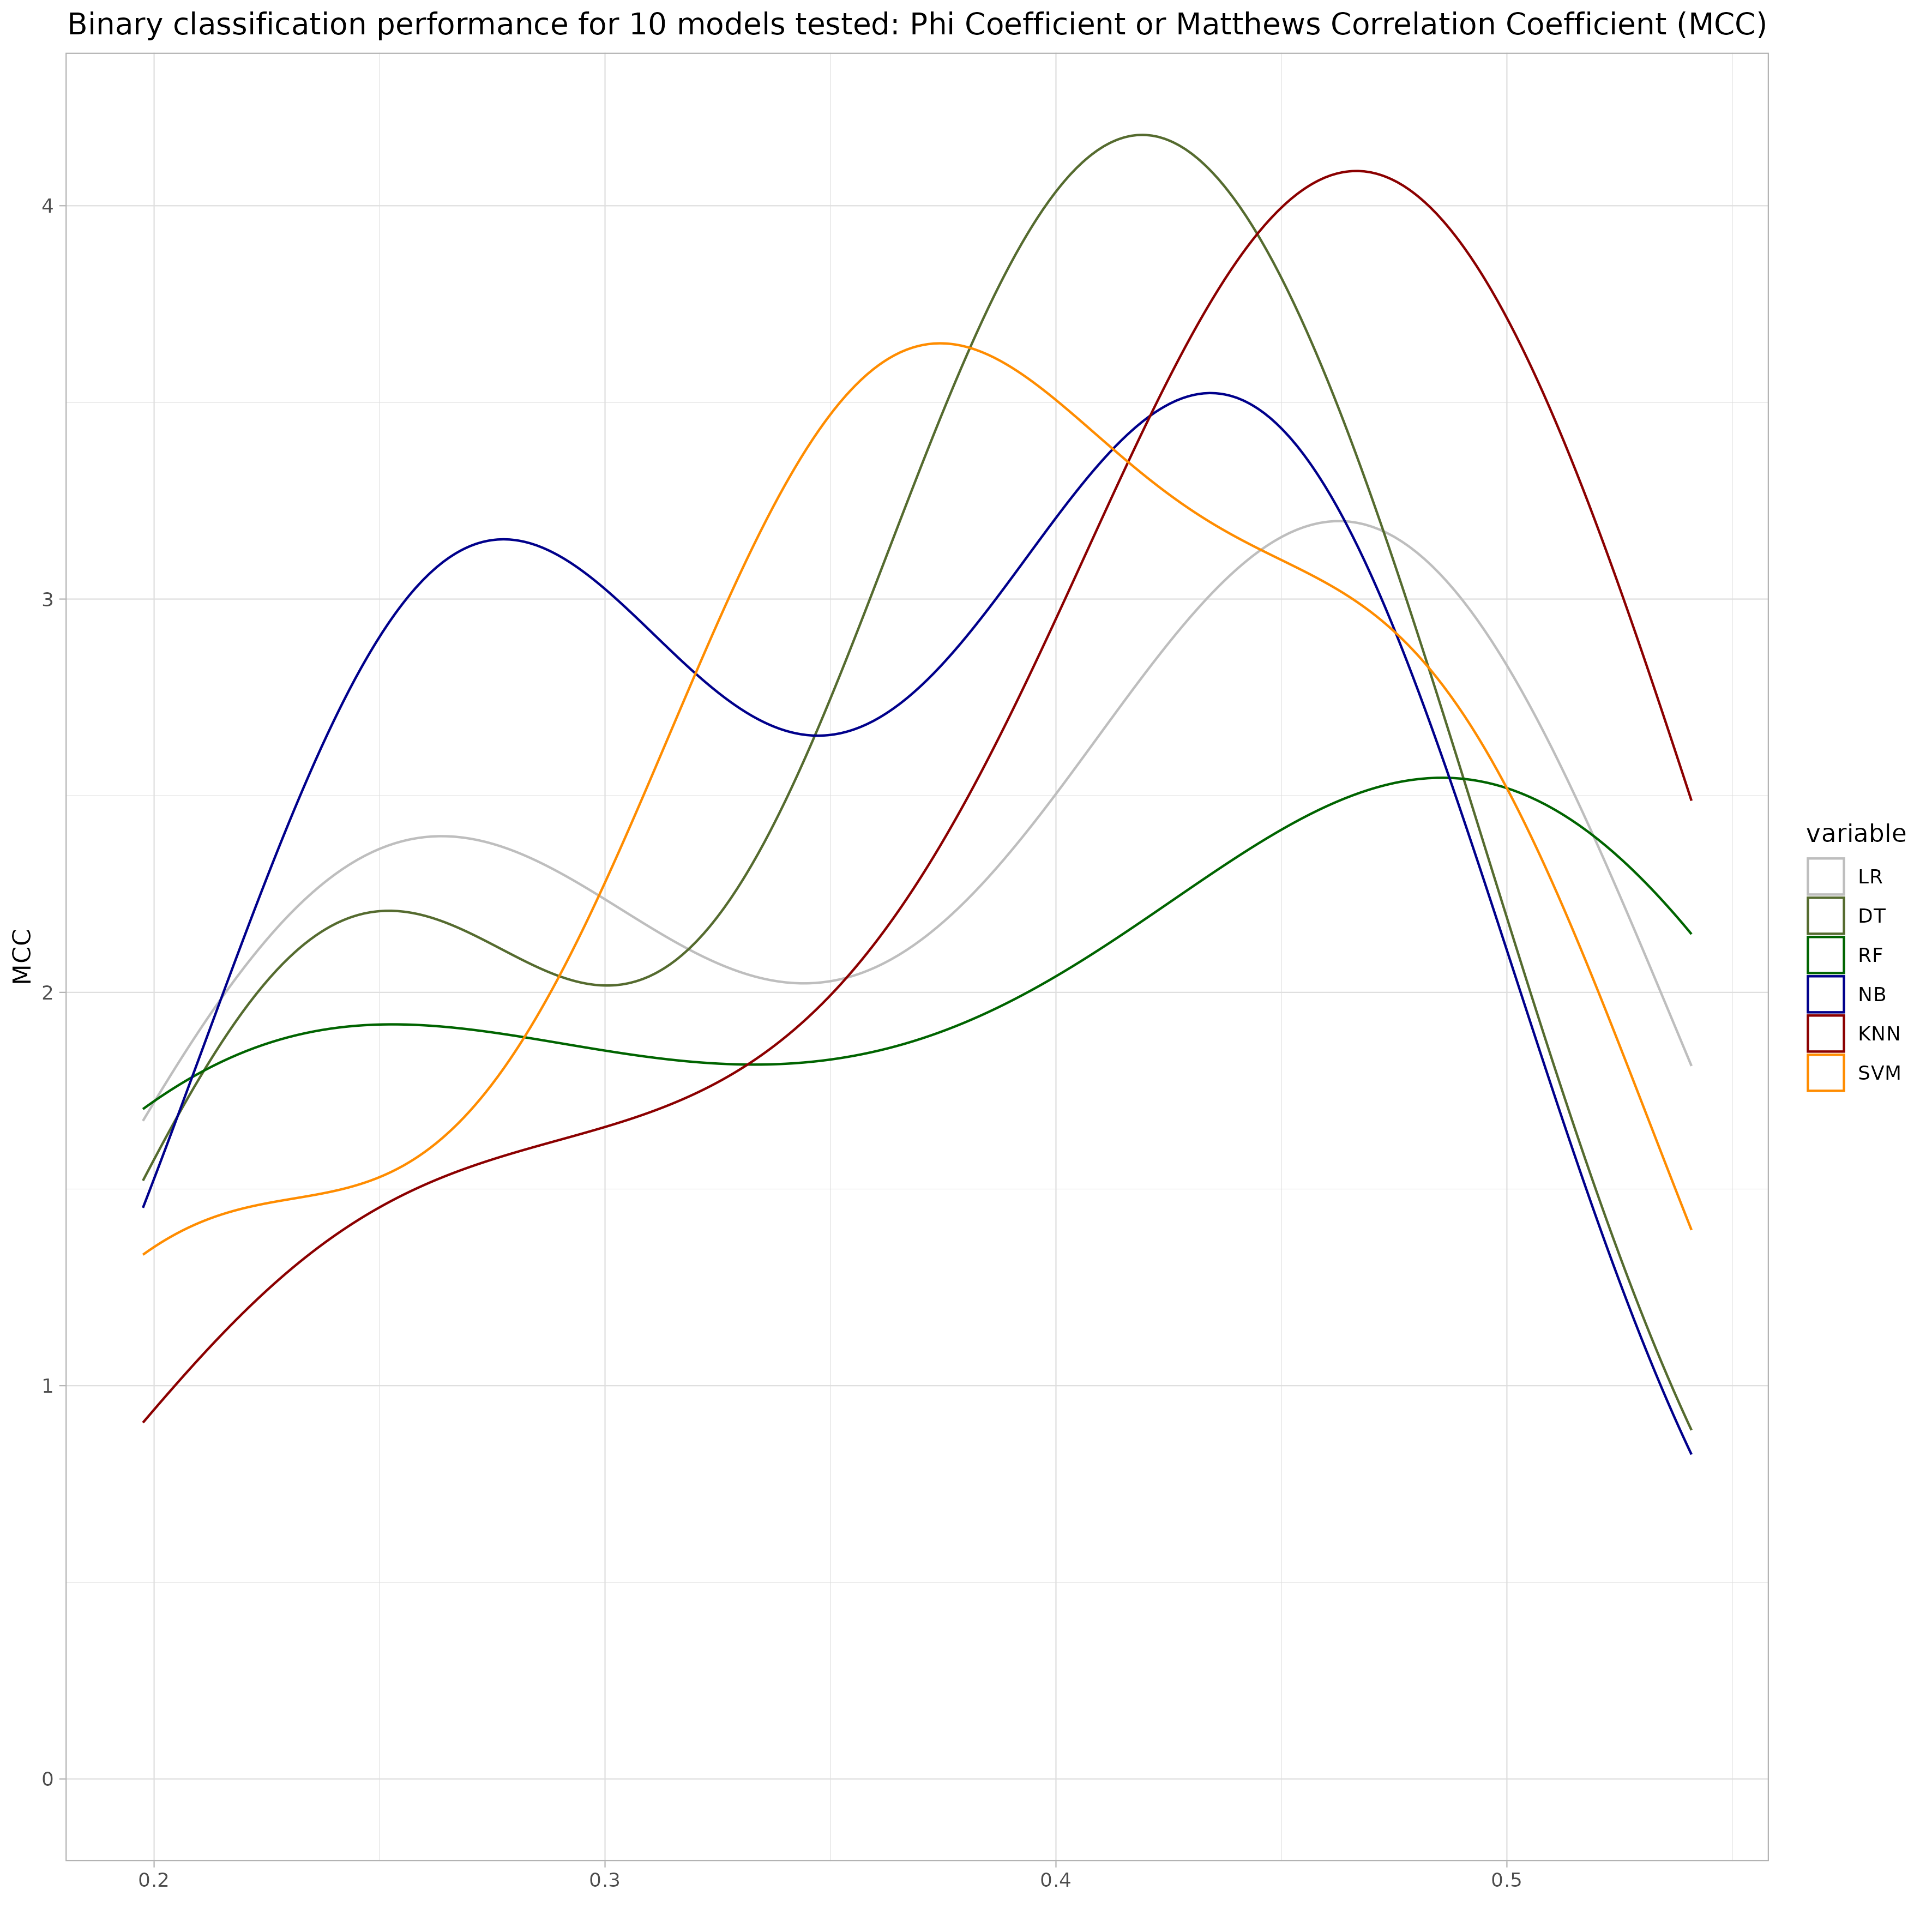 Binary classification performance for 10 models tested: Phi Coefficient or Matthews Correlation Coefficient (MCC)
MCC
4
3
2
1
0
0.2
0.3
0.4
0.5
variable
LR
DT
RF
NB
KNN
SVM